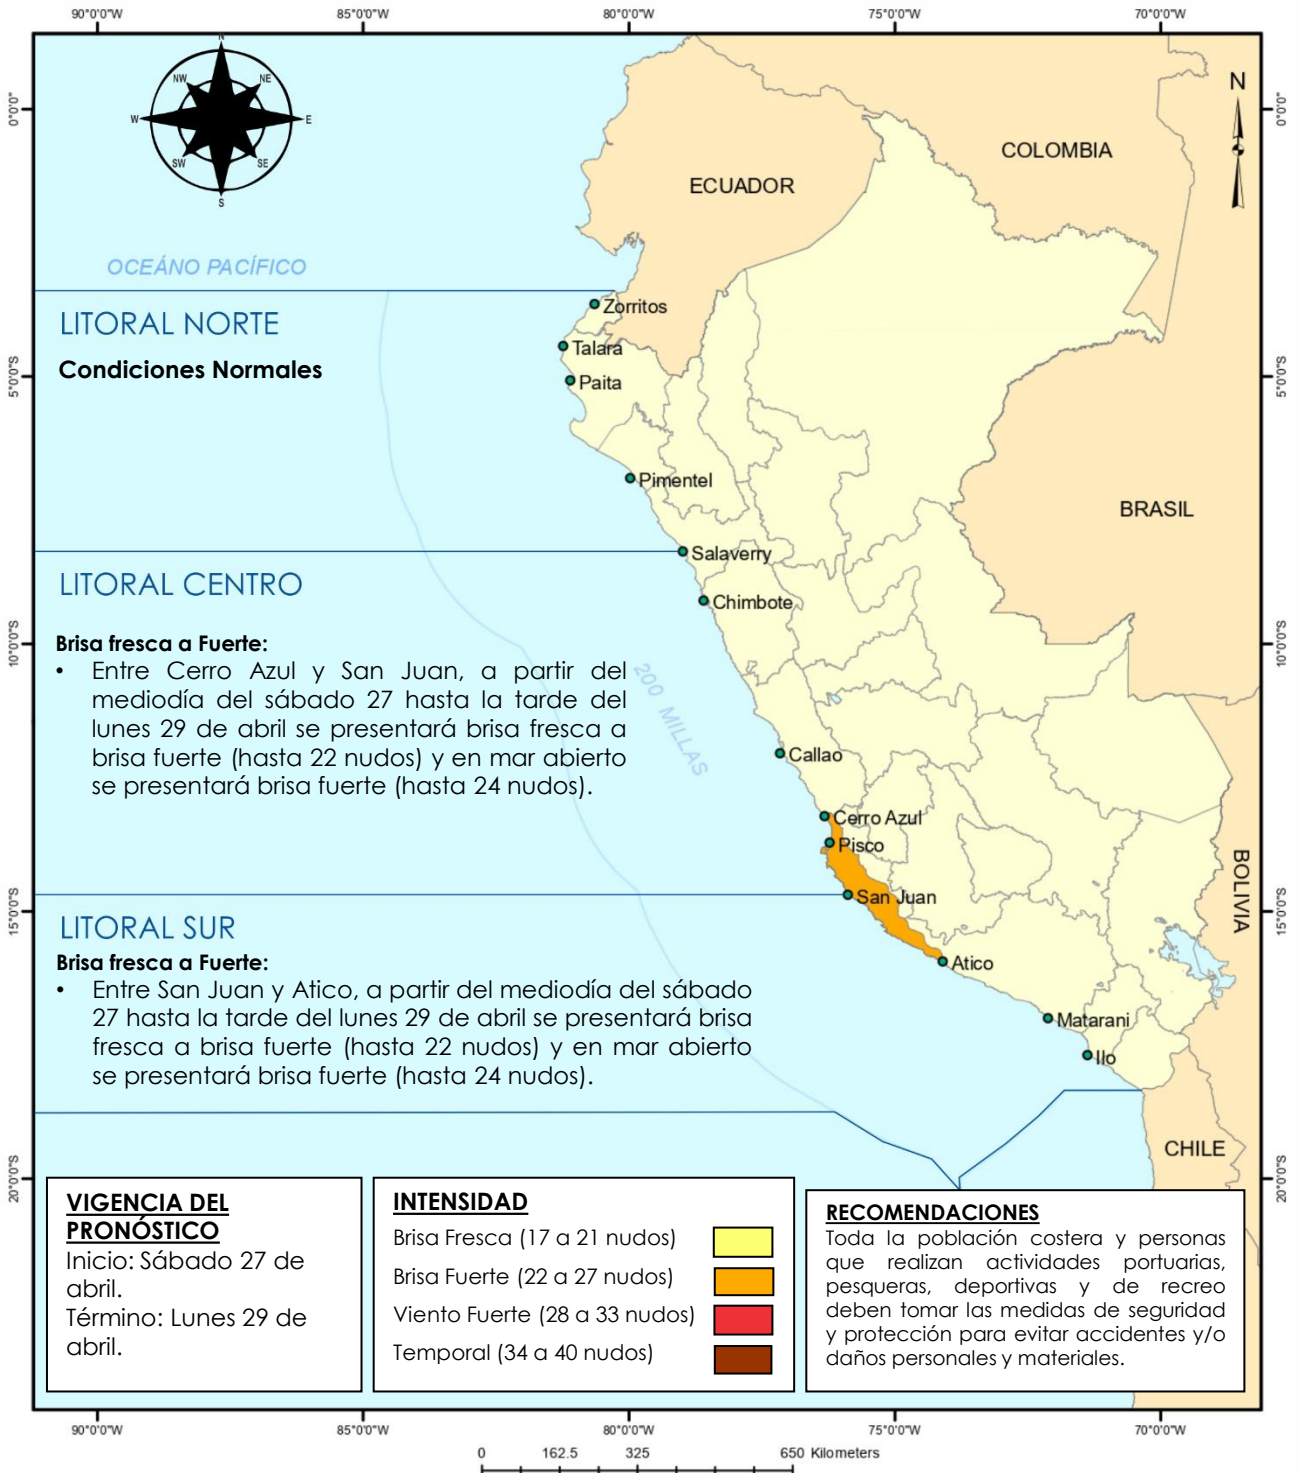 90°0'0"W 85°0'0"W 80°0'0"W 75°0'0"W 70°0'0"W
N
NW NE
W E
SW SE
S
N
0°0'0" 0°0'0"
COLOMBIA
ECUADOR
OCEÁNO PACÍFICO
Zorritos
LITORAL NORTE
Talara
Condiciones Normales
Paita
5°0'0"S 5°0'0"S
Pimentel
BRASIL
Salaverry
LITORAL CENTRO
Chimbote
Brisa fresca a Fuerte:
10°0'0"S 10°0'0"S
• Entre Cerro Azul y San Juan, a partir del
mediodía del sábado 27 hasta la tarde del
lunes 29 de abril se presentará brisa fresca a
brisa fuerte (hasta 22 nudos) y en mar abierto
se presentará brisa fuerte (hasta 24 nudos).
200 MILLAS
Callao
Cerro Azul
Pisco
BOLIVIA
San Juan
15°0'0"S 15°0'0"S
LITORAL SUR
Brisa fresca a Fuerte:
Atico
• Entre San Juan y Atico, a partir del mediodía del sábado
27 hasta la tarde del lunes 29 de abril se presentará brisa
fresca a brisa fuerte (hasta 22 nudos) y en mar abierto
se presentará brisa fuerte (hasta 24 nudos).
Matarani
Ilo
CHILE
20°0'0"S 20°0'0"S
VIGENCIA DEL
PRONÓSTICO
Inicio: Sábado 27 de
abril.
Término: Lunes 29 de
abril.
INTENSIDAD
Brisa Fresca (17 a 21 nudos)
Brisa Fuerte (22 a 27 nudos)
Viento Fuerte (28 a 33 nudos)
Temporal (34 a 40 nudos)
RECOMENDACIONES
Toda la población costera y personas
que realizan actividades portuarias,
pesqueras, deportivas y de recreo
deben tomar las medidas de seguridad
y protección para evitar accidentes y/o
daños personales y materiales.
90°0'0"W 85°0'0"W 80°0'0"W 75°0'0"W 70°0'0"W
0 162.5 325 650 Kilometers